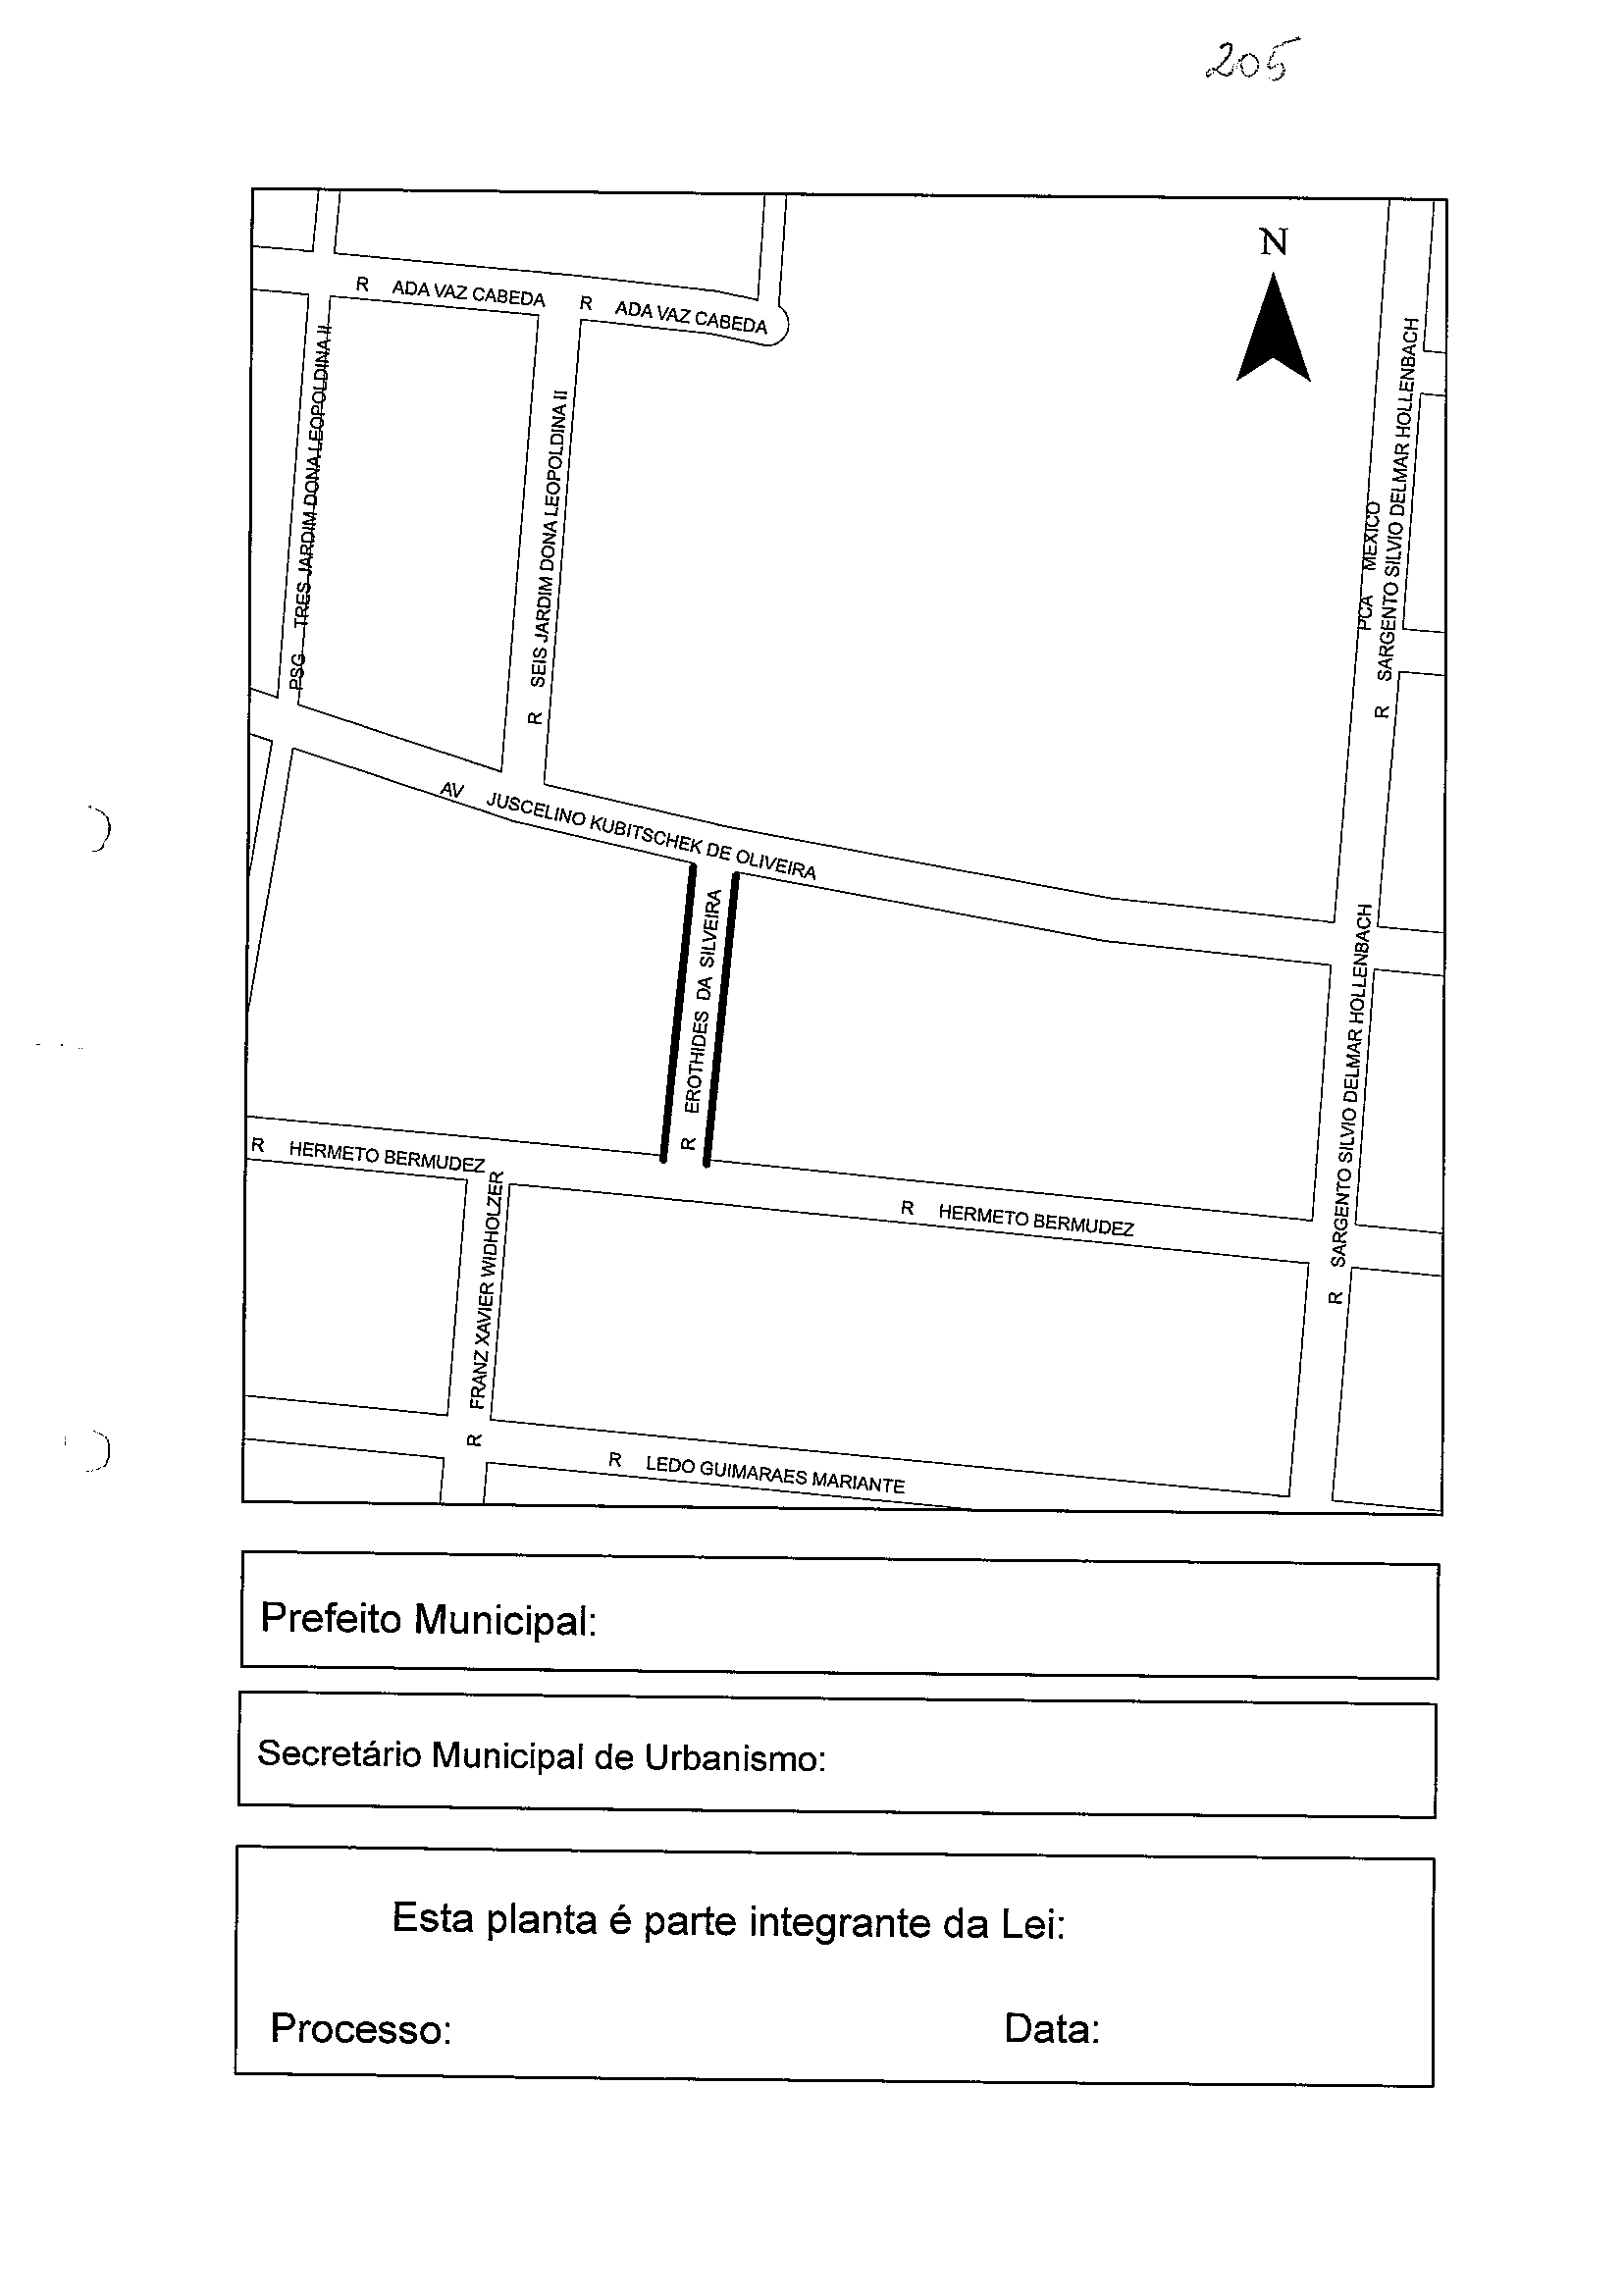 205
N
R ADA VAZ CABEDA
R ADA VAZ CABEDA
PSG TRES JARDIM DONA LEOPOLDINA II
R SEIS JARDIM DONA LEOPOLDINA II
PCA MEXICO
R SARGENTO SILVIO DELMAR HOLLENBACH
AV JUSCELINO KUBITSCHEK DE OLIVEIRA
R EROTHIDES DA SILVEIRA
R SARGENTO SILVIO DELMAR HOLLENBACH
R HERMETO BERMUDEZ
R HERMETO BERMUDEZ
R FRANZ XAVIER WIDHOLZER
R LEDO GUIMARAES MARIANTE
Prefeito Municipal:
Secretário Municipal de Urbanismo:
Esta planta é parte integrante da Lei:
Processo: Data: